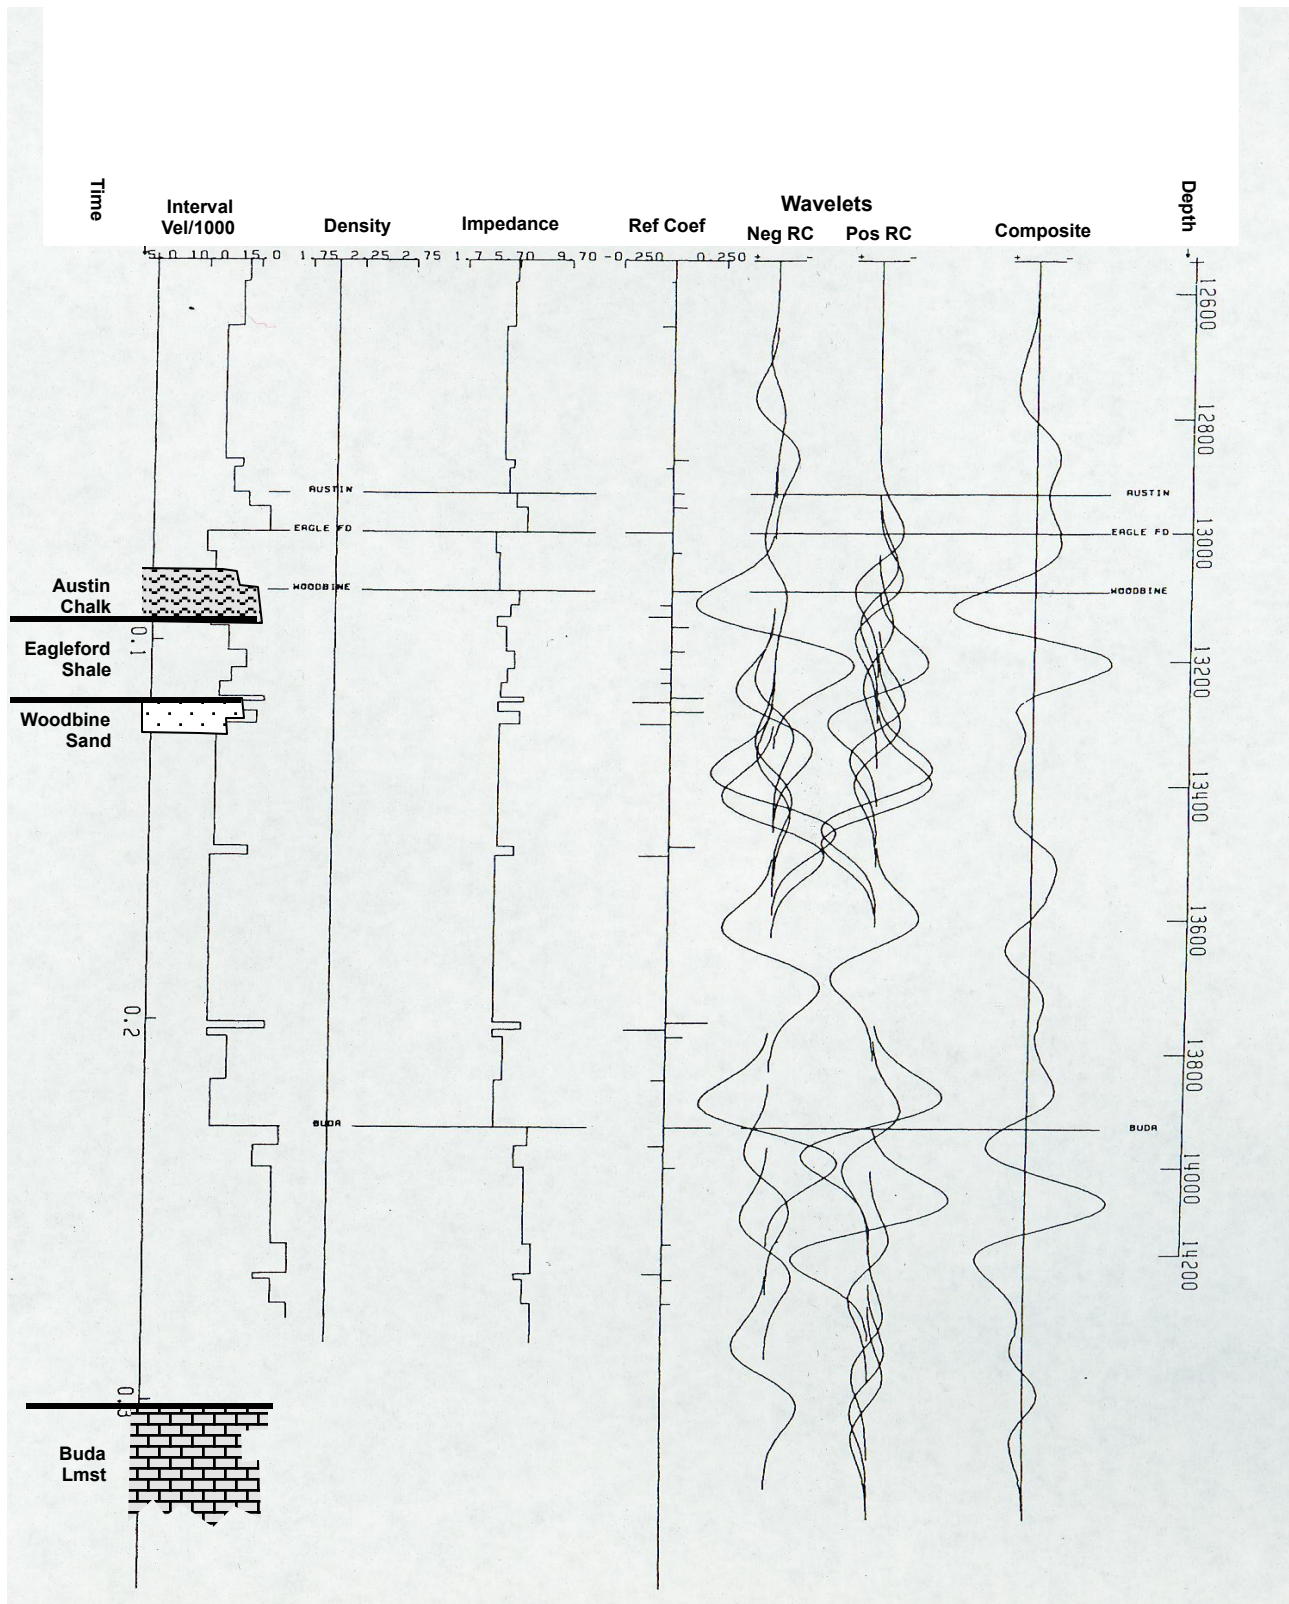 Time
Interval
Vel/1000
Density
Impedance
Ref Coef
Wavelets
Neg RC
Pos RC
Composite
Depth
5.0 10.0 15.0
1.75 2.25 2.75
1.7 5.70 9.70
-0.250 0.250
+ -
+ -
+ -
12600
12800
AUSTIN
AUSTIN
EAGLE FD
EAGLE FD
13000
WOODBINE
WOODBINE
Austin
Chalk
0.1
Eagleford
Shale
13200
Woodbine
Sand
13400
13600
0.2
13800
BUDA
BUDA
14000
14200
0.3
Buda
Lmst